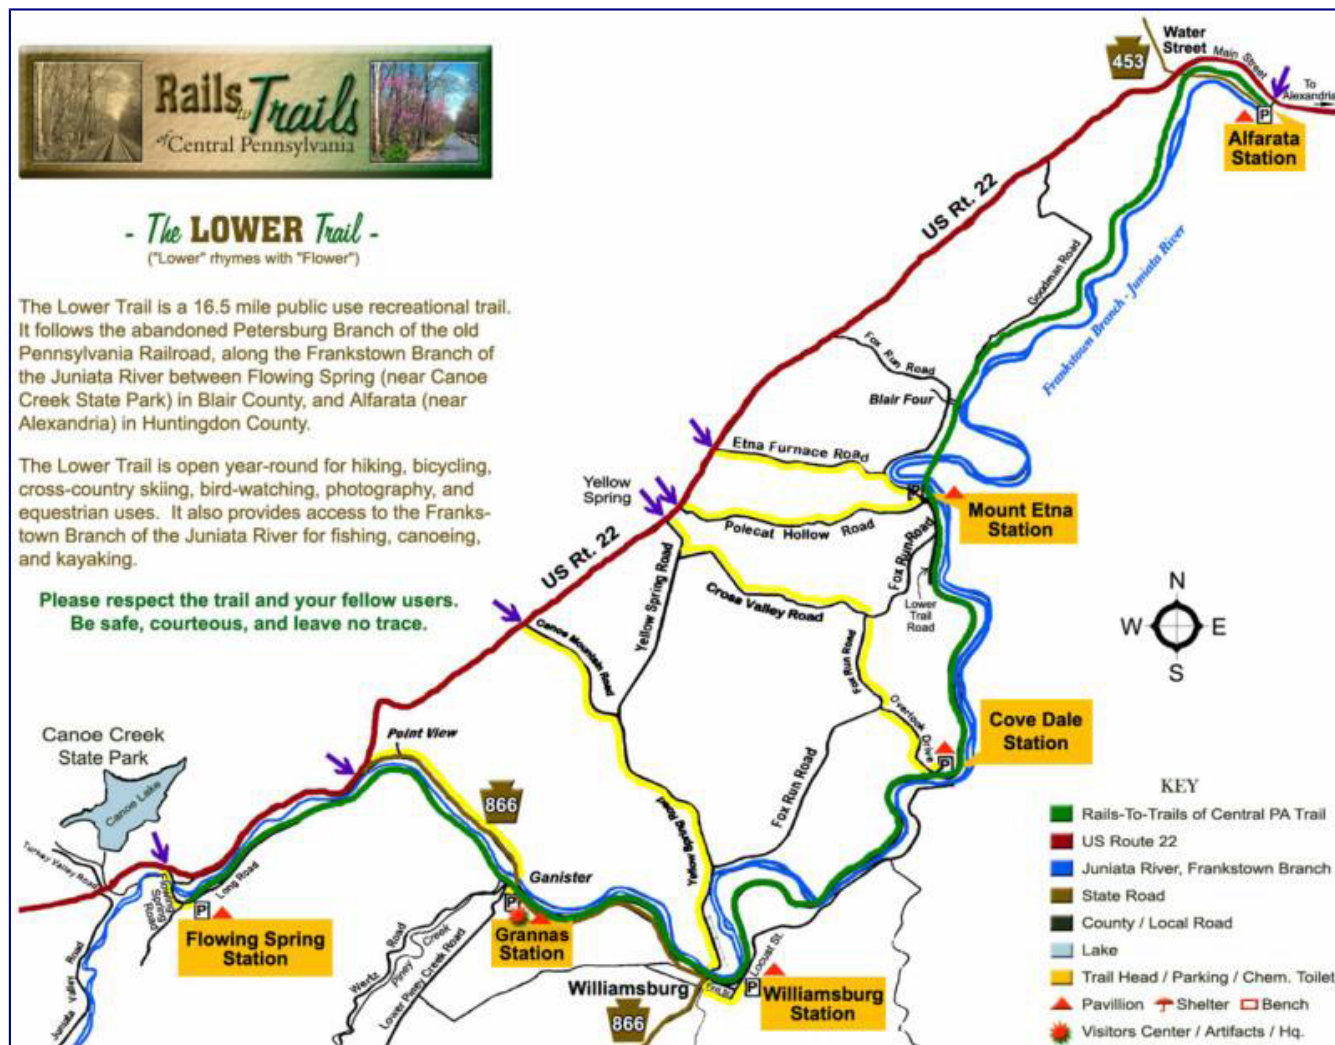 Rails
to Trails
of Central Pennsylvania
- The LOWER Trail -
("Lower" rhymes with "Flower")
The Lower Trail is a 16.5 mile public use recreational trail.
It follows the abandoned Petersburg Branch of the old
Pennsylvania Railroad, along the Frankstown Branch of
the Juniata River between Flowing Spring (near Canoe
Creek State Park) in Blair County, and Alfarata (near
Alexandria) in Huntingdon County.
The Lower Trail is open year-round for hiking, bicycling,
cross-country skiing, bird-watching, photography, and
equestrian uses. It also provides access to the Franks-
town Branch of the Juniata River for fishing, canoeing,
and kayaking.
Please respect the trail and your fellow users.
Be safe, courteous, and leave no trace.
Water
Street
453
Main Street
To
Alexandria
P
Alfarata
Station
US Rt. 22
Goodman Road
Frankstown Branch - Juniata River
Fox Run Road
Blair Four
Etna Furnace Road
Yellow
Spring
Polecat Hollow Road
Mount Etna
Station
US Rt. 22
Yellow Spring Road
Cross Valley Road
Fox Run Road
Lower
Trail
Road
N
W
E
S
Canoe Mountain Road
Fox Run Road
Overlook Drive
P
Cove Dale
Station
Canoe Creek
State Park
Canoe Lake
Point View
866
Fox Run Road
Yellow Spring Road
Turkey Valley Road
Flowing
Spring
Road
Long Road
P
Flowing Spring
Station
Ganister
P
Grannas
Station
Wertz Road
Piney Creek
Lower Piney Creek Road
Juniata Valley Road
Williamsburg
866
Locust St.
P
Williamsburg
Station
KEY
Rails-To-Trails of Central PA Trail
US Route 22
Juniata River, Frankstown Branch
State Road
County / Local Road
Lake
Trail Head / Parking / Chem. Toilet
Pavillion Shelter Bench
Visitors Center / Artifacts / Hq.